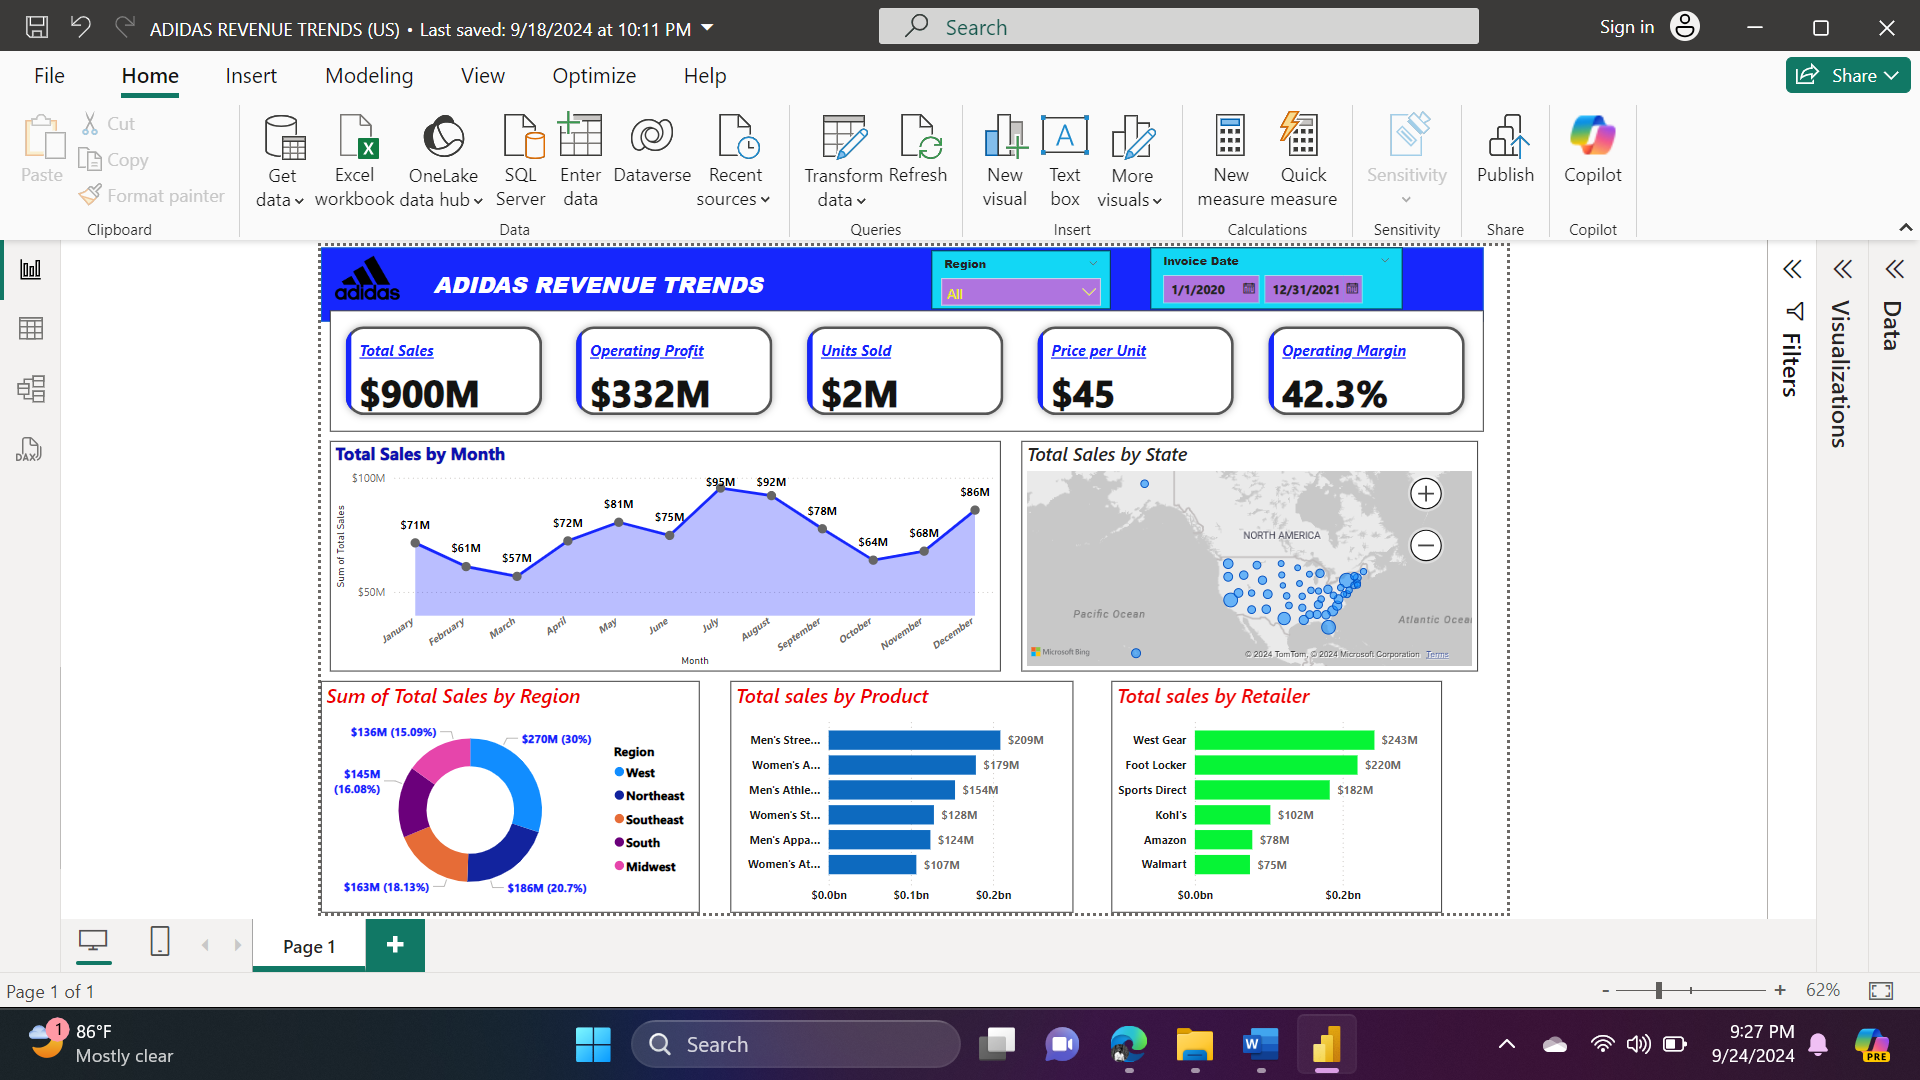 ADIDAS REVENUE TRENDS (US) • Last saved: 9/18/2024 at 10:11 PM
Search
Sign in
File
Home
Insert
Modeling
View
Optimize
Help
Share
Paste
Cut
Copy
Format painter
Clipboard
Get data
Excel workbook
OneLake data hub
SQL Server
Enter data
Dataverse
Recent sources
Data
Transform data
Refresh
Queries
New visual
Text box
More visuals
Insert
New measure
Quick measure
Calculations
Sensitivity
Sensitivity
Publish
Share
Copilot
Copilot
DAX
adidas
ADIDAS REVENUE TRENDS
Region
All
Invoice Date
1/1/2020
12/31/2021
Total Sales
$900M
Operating Profit
$332M
Units Sold
$2M
Price per Unit
$45
Operating Margin
42.3%
Total Sales by Month
Sum of Total Sales
$100M
$50M
$71M
$61M
$57M
$72M
$81M
$75M
$95M
$92M
$78M
$64M
$68M
$86M
January
February
March
April
May
June
July
August
September
October
November
December
Month
Total Sales by State
NORTH AMERICA
Pacific Ocean
Atlantic Ocea
Microsoft Bing
© 2024 TomTom, © 2024 Microsoft Corporation Terms
Sum of Total Sales by Region
$136M (15.09%)
$270M (30%)
$145M
(16.08%)
$163M (18.13%)
$186M (20.7%)
Region
West
Northeast
Southeast
South
Midwest
Total sales by Product
Men's Stree... $209M
Women's A... $179M
Men's Athle... $154M
Women's St... $128M
Men's Appa... $124M
Women's At... $107M
$0.0bn $0.1bn $0.2bn
Total sales by Retailer
West Gear $243M
Foot Locker $220M
Sports Direct $182M
Kohl's $102M
Amazon $78M
Walmart $75M
$0.0bn $0.2bn
Filters
Visualizations
Data
Page 1
+
Page 1 of 1
- + 62%
1
86°F
Mostly clear
Search
W
PRE
9:27 PM
9/24/2024